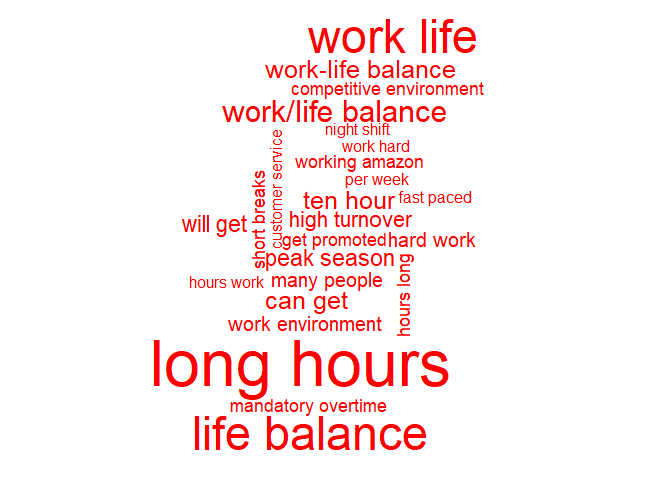 work life
work-life balance
competitive environment
work/life balance
night shift
customer service
work hard
working amazon
short breaks
per week
ten hour
fast paced
will get
high turnover
get promoted
hard work
peak season
hours long
hours work
many people
can get
work environment
long hours
mandatory overtime
life balance